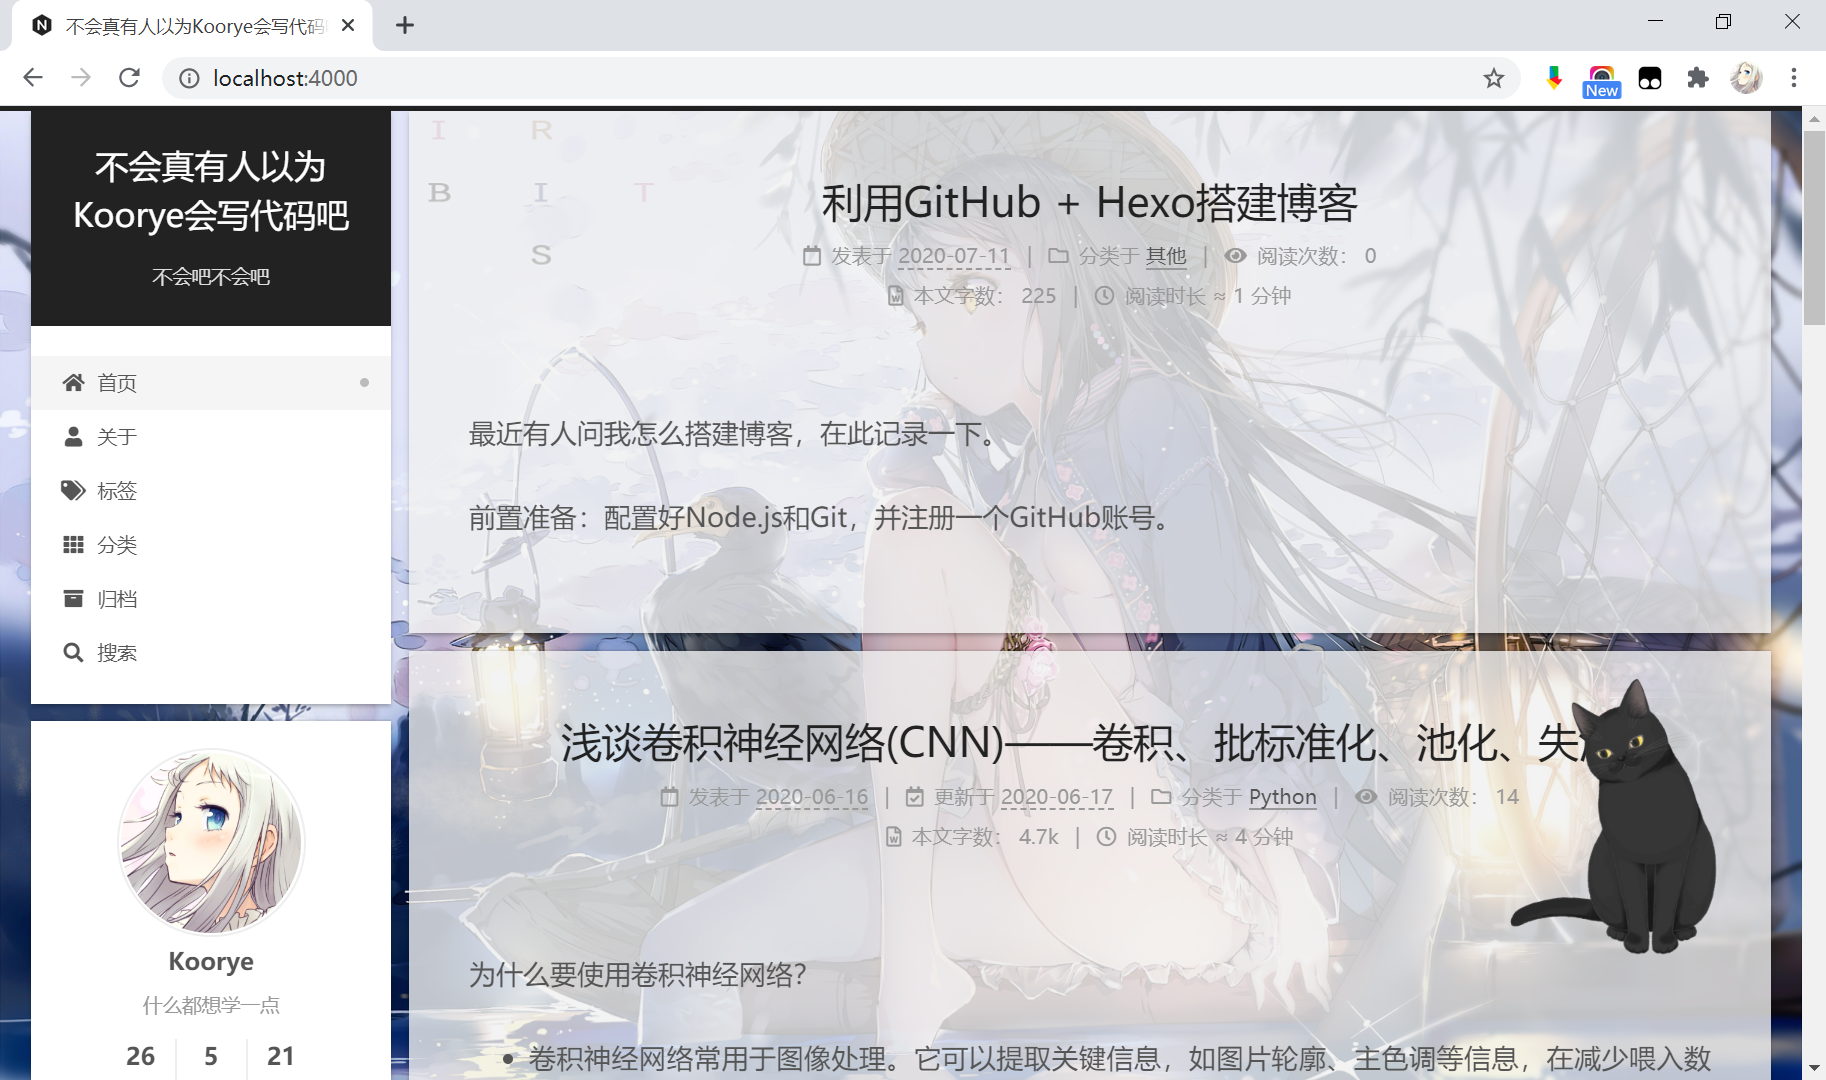 不会真有人以为Koorye会写代码
localhost:4000
New
不会真有人以为
Koorye会写代码吧
不会吧不会吧
首页
关于
标签
分类
归档
搜索
Koorye
什么都想学一点
26 5 21
I R
B I T
S
利用GitHub + Hexo搭建博客
发表于 2020-07-11 | 分类于 其他 | 阅读次数： 0
本文字数： 225 | 阅读时长 ≈ 1 分钟
最近有人问我怎么搭建博客，在此记录一下。
前置准备：配置好Node.js和Git，并注册一个GitHub账号。
浅谈卷积神经网络(CNN)——卷积、批标准化、池化、失
发表于 2020-06-16 | 更新于 2020-06-17 | 分类于 Python | 阅读次数： 14
本文字数： 4.7k | 阅读时长 ≈ 4 分钟
为什么要使用卷积神经网络？
• 卷积神经网络常用于图像处理。它可以提取关键信息，如图片轮廓、主色调等信息，在减少喂入数